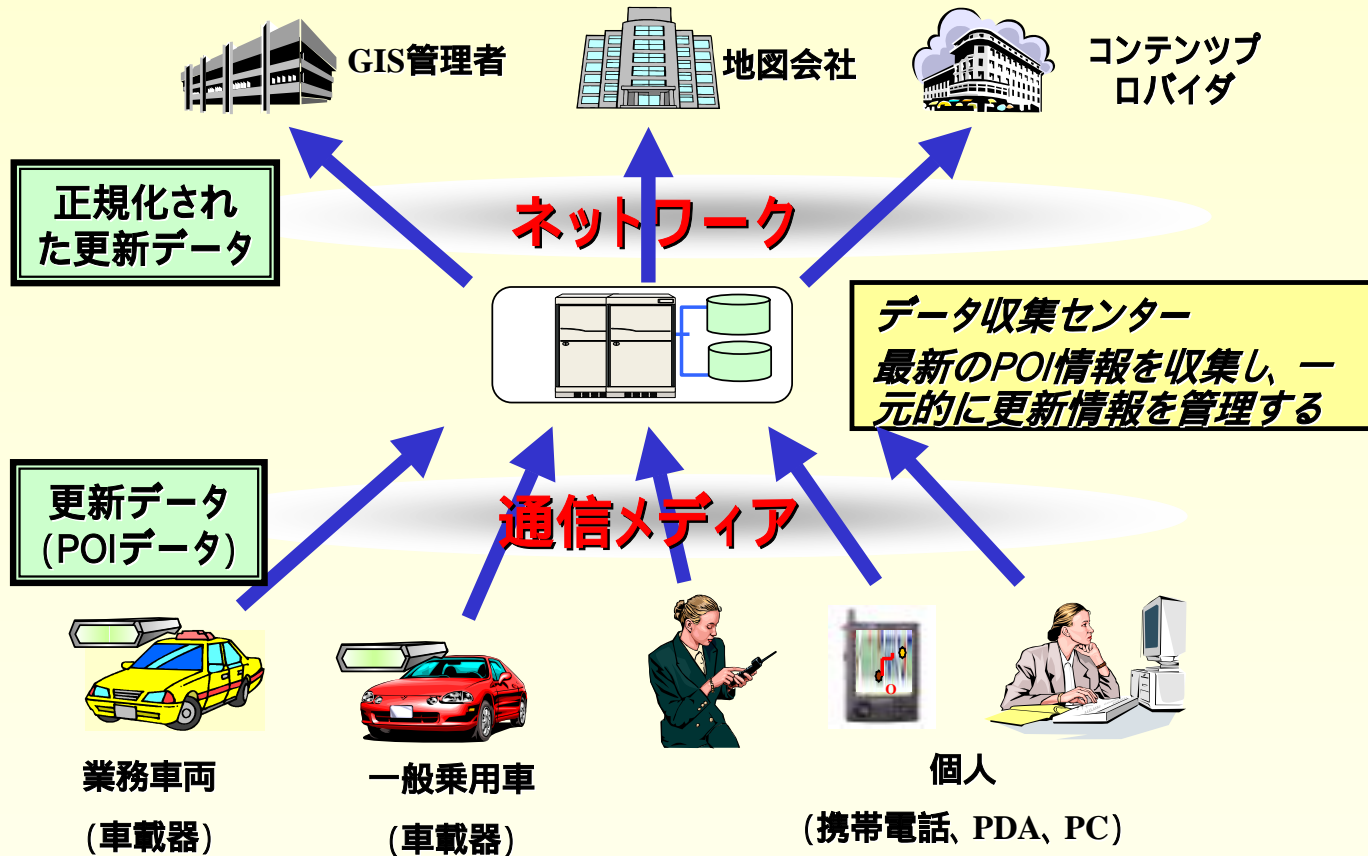 GIS管理者
地図会社
コンテンツプ
ロバイダ
正規化され
た更新データ
ネットワーク
データ収集センター
最新のPOI情報を収集し、一
元的に更新情報を管理する
更新データ
(POIデータ)
通信メディア
O
業務車両
(車載器)
一般乗用車
(車載器)
個人
(携帯電話、PDA、PC)